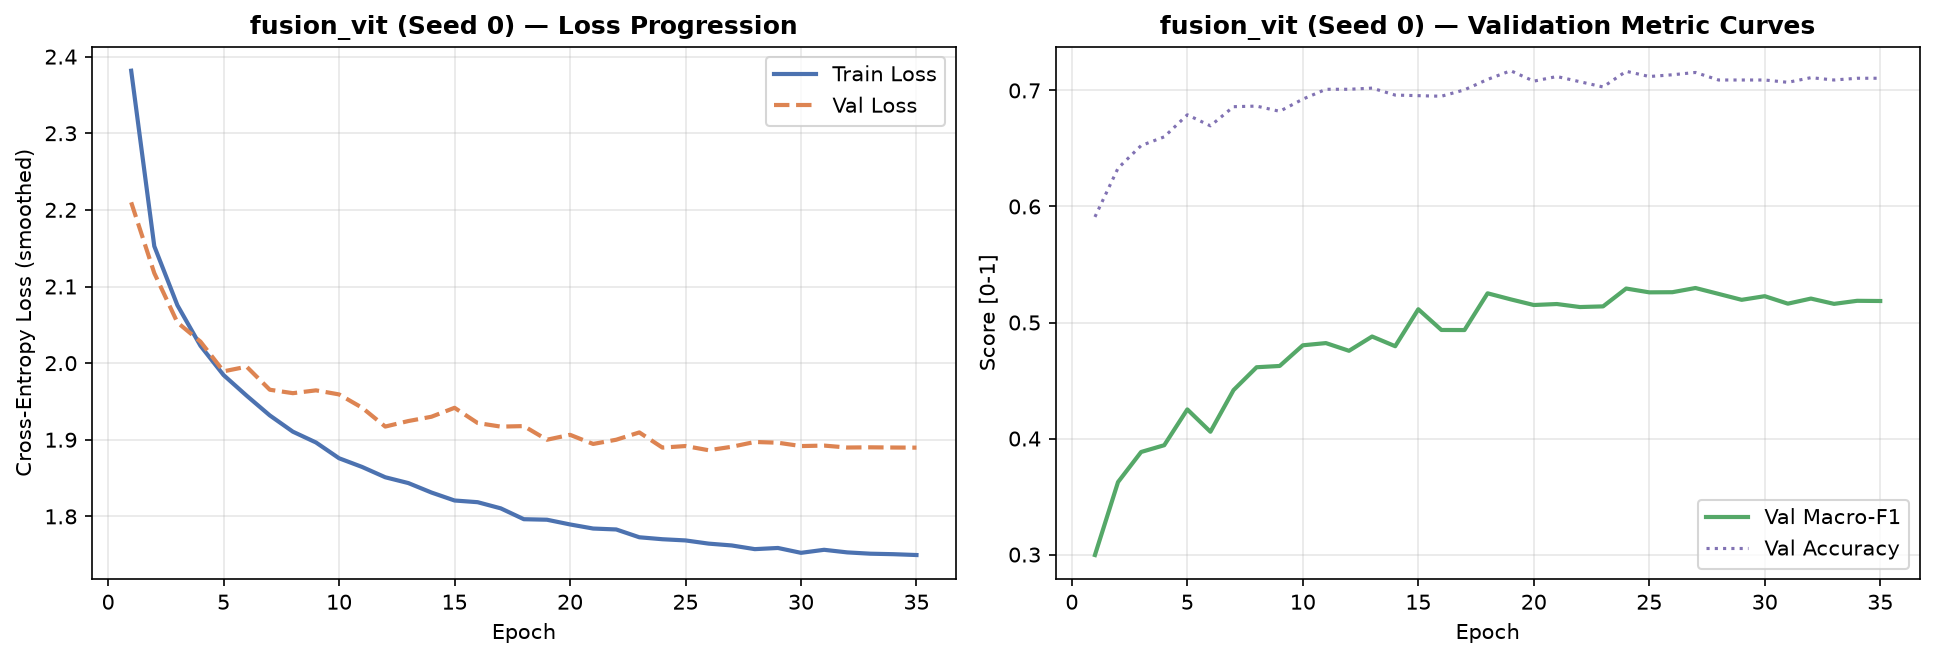 fusion_vit (Seed 0) — Loss Progression
2.4
2.3
2.2
2.1
2.0
1.9
1.8
Cross-Entropy Loss (smoothed)
Train Loss
Val Loss
0 5 10 15 20 25 30 35
Epoch
fusion_vit (Seed 0) — Validation Metric Curves
0.7
0.6
0.5
0.4
0.3
Score [0-1]
Val Macro-F1
Val Accuracy
0 5 10 15 20 25 30 35
Epoch